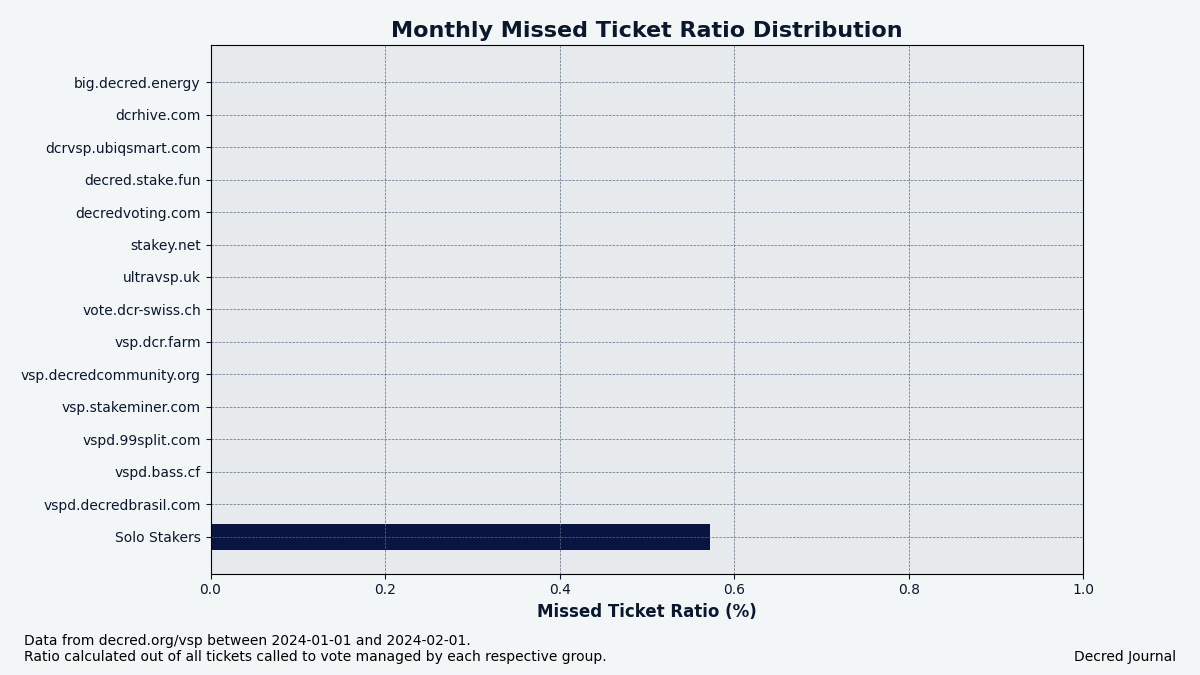 Monthly Missed Ticket Ratio Distribution
big.decred.energy
dcrhive.com
dcrvsp.ubiqsmart.com
decred.stake.fun
decredvoting.com
stakey.net
ultravsp.uk
vote.dcr-swiss.ch
vsp.dcr.farm
vsp.decredcommunity.org
vsp.stakeminer.com
vspd.99split.com
vspd.bass.cf
vspd.decredbrasil.com
Solo Stakers
0.0 0.2 0.4 0.6 0.8 1.0
Missed Ticket Ratio (%)
Data from decred.org/vsp between 2024-01-01 and 2024-02-01.
Ratio calculated out of all tickets called to vote managed by each respective group.
Decred Journal